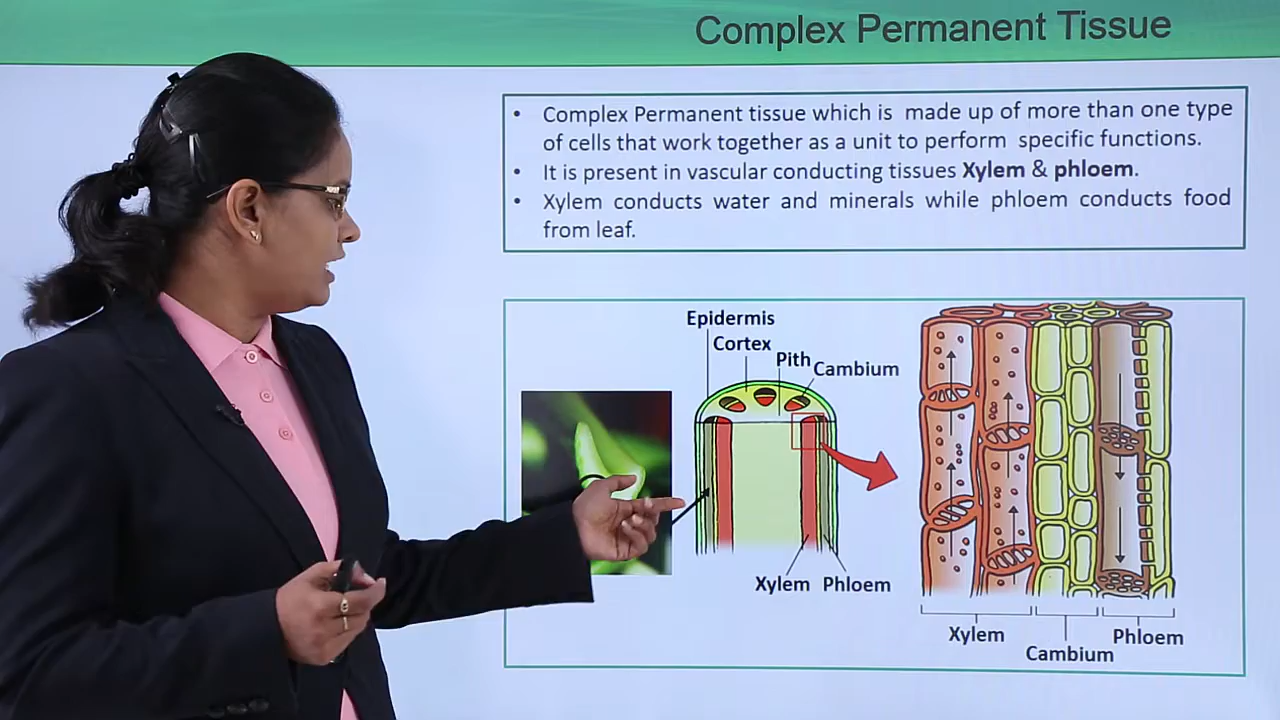 Complex Permanent Tissue
• Complex Permanent tissue which is made up of more than one type
of cells that work together as a unit to perform specific functions.
• It is present in vascular conducting tissues Xylem & phloem.
• Xylem conducts water and minerals while phloem conducts food
from leaf.
Epidermis
Cortex
Pith
Cambium
Xylem Phloem
Xylem
Cambium
Phloem